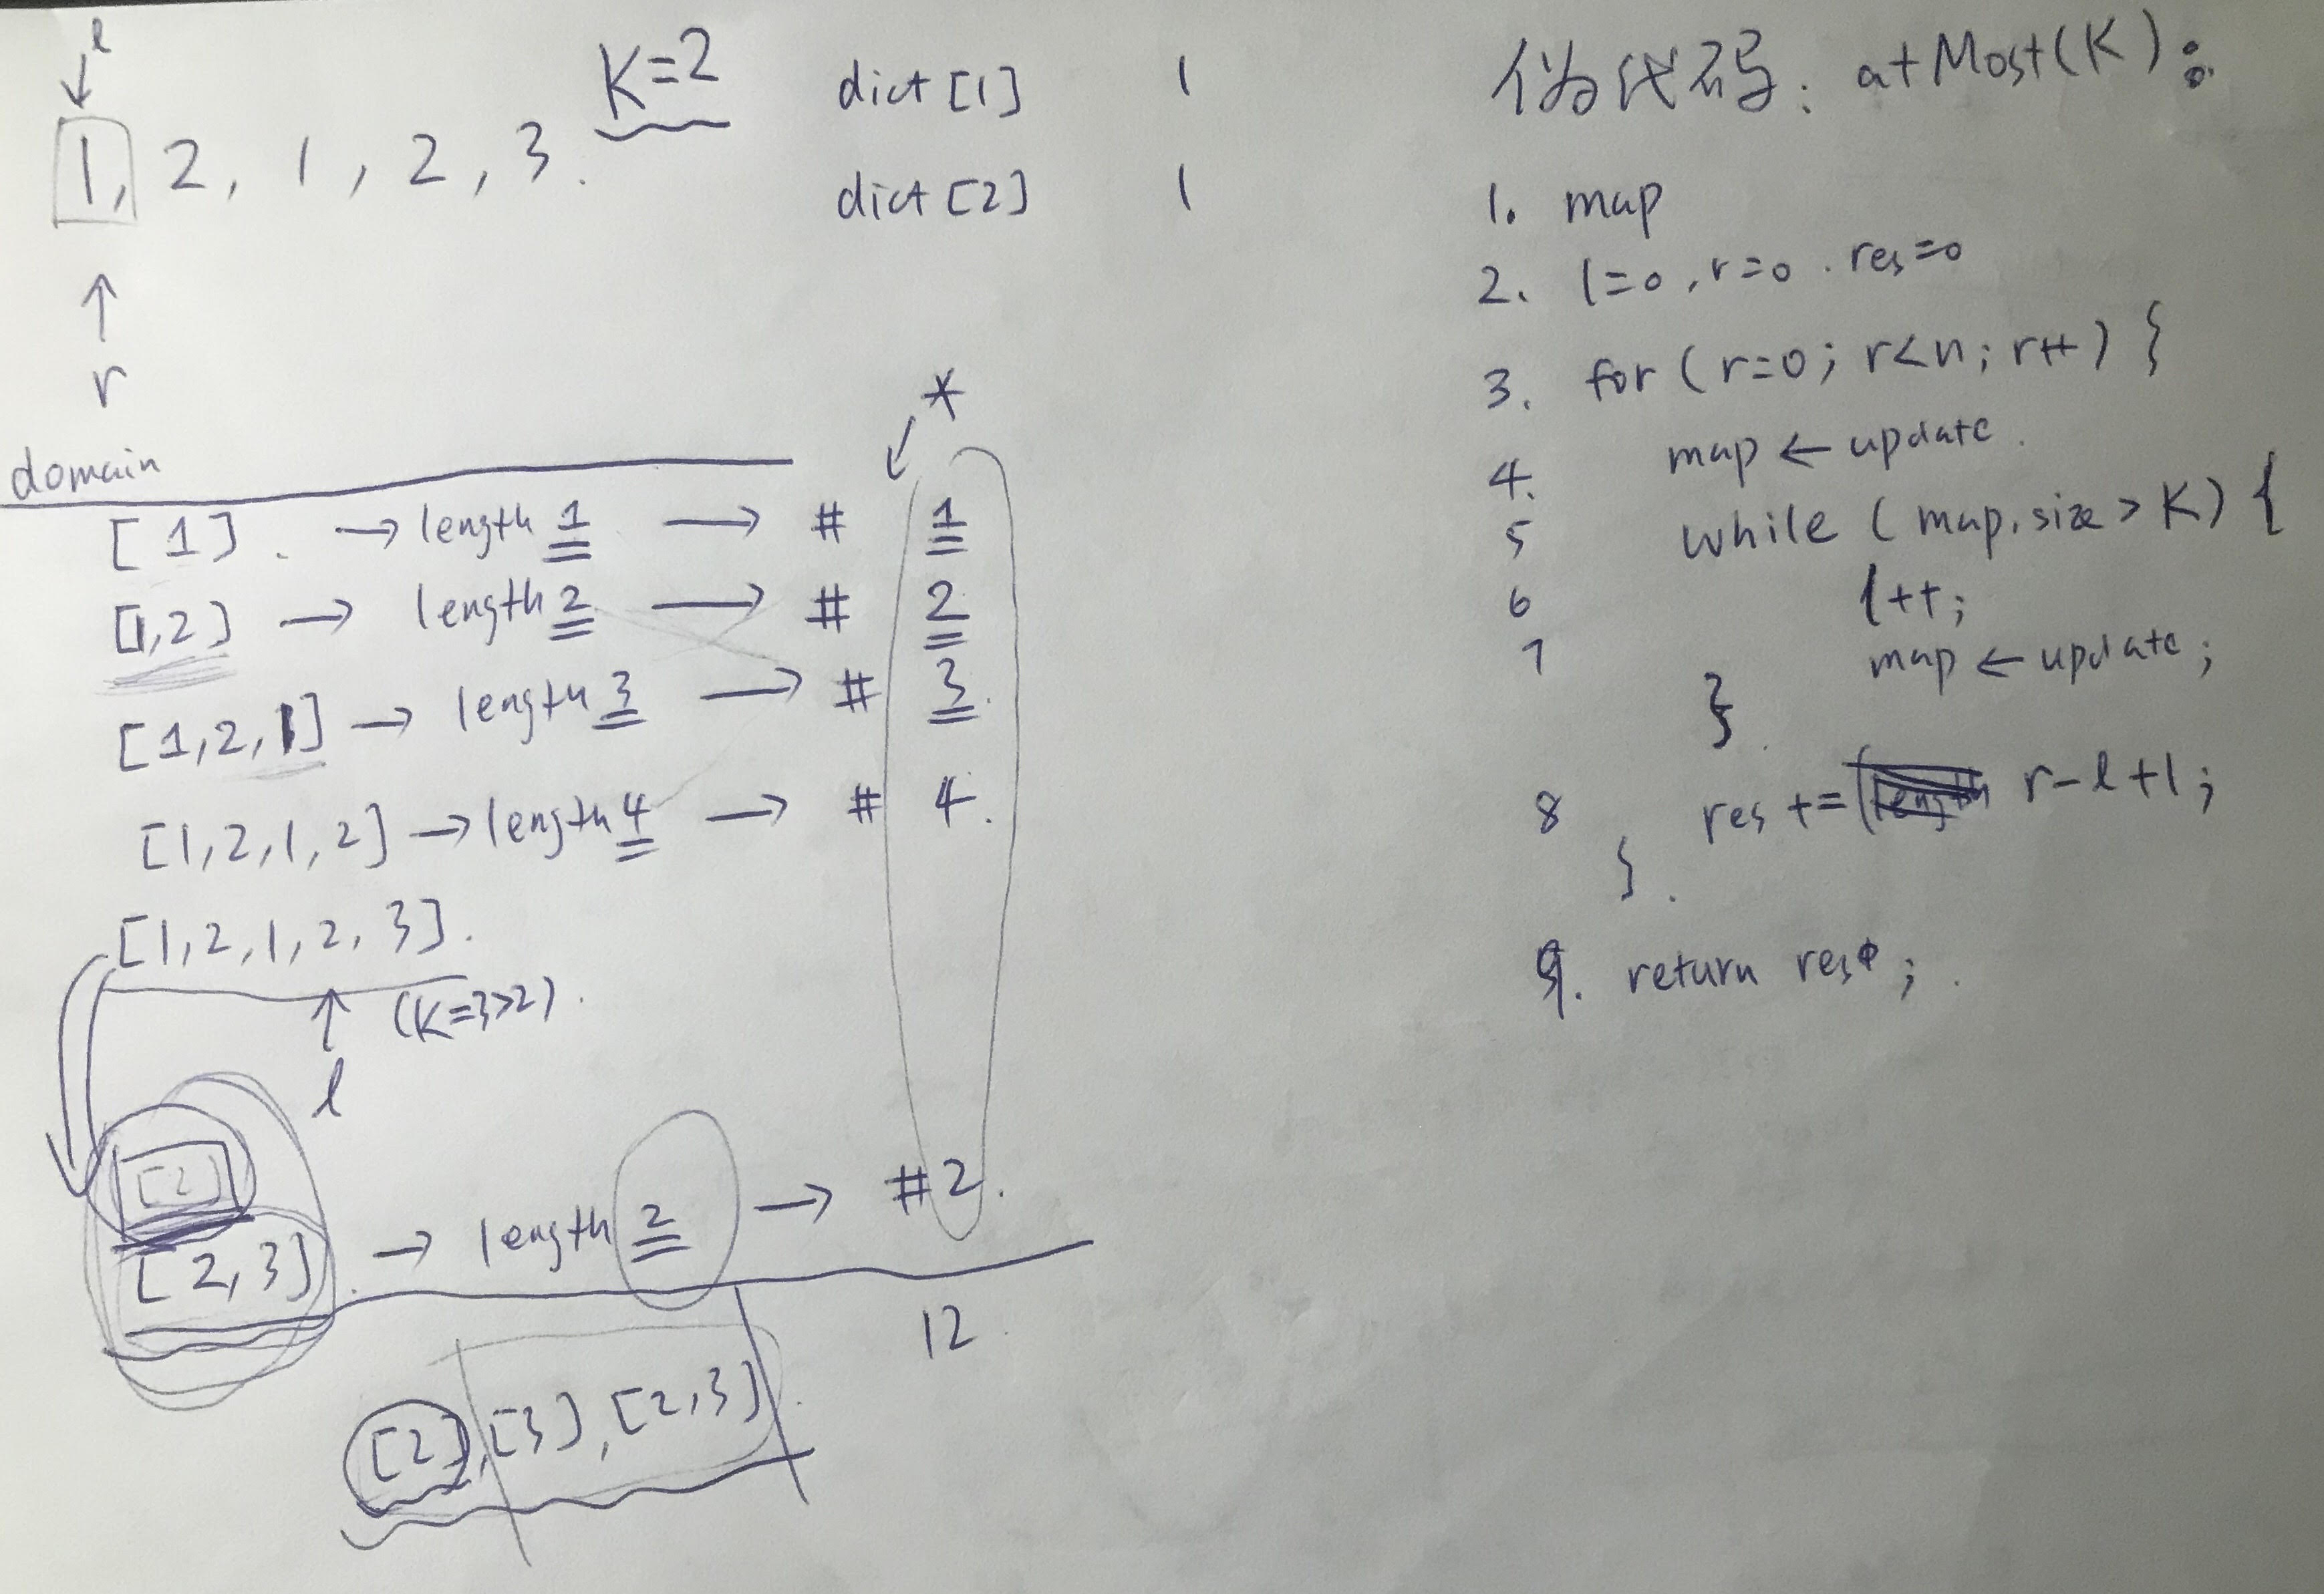 l
1, 2, 1, 2, 3.
K=2
r
dict [1] 1
dict [2] 1
domain
*
[1]. → length 1 → # 1
[1,2] → length 2 → # 2
[1,2,1] → length 3 → # 3.
[1,2,1,2] → length 4 → # 4.
[1,2,1,2,3].
(K=3>2).
l
[2]
[2,3]. → length 2 → #2.
12
[2],[3],[2,3].
伪代码: atMost(K):
1. map
2. l=0, r=0. res=0
3. for (r=0; r<n; r++) {
4. map ← update.
5 while (map.size > K) {
6 l++;
7 map ← update;
}
8 res += r-l+1;
}.
9. return res;